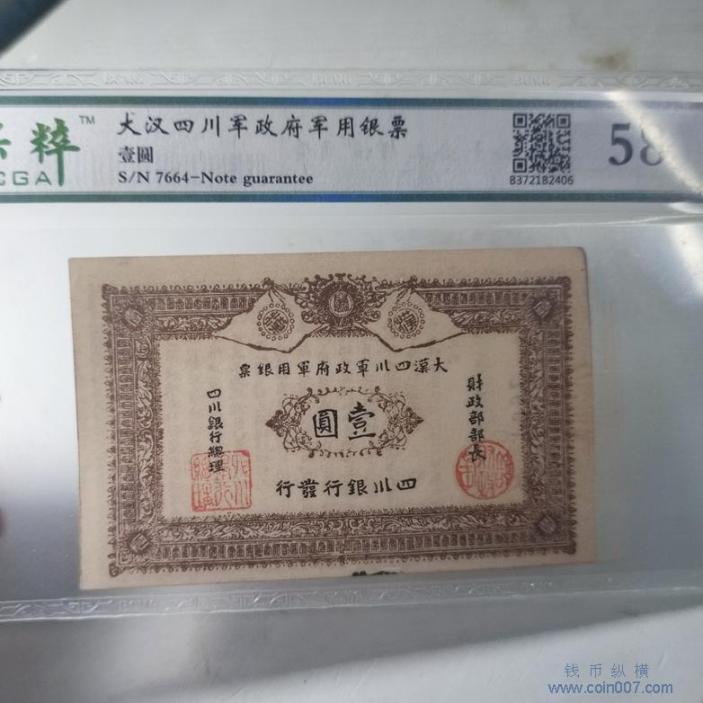 粹™
CGA
大汉四川军政府军用银票
壹圆
S/N 7664-Note guarantee
8372182406
58
大漢四川軍政府軍用銀票
壹圓
財政部部長
四川銀行總理
四川銀行發行
钱币纵横
www.coin007.com